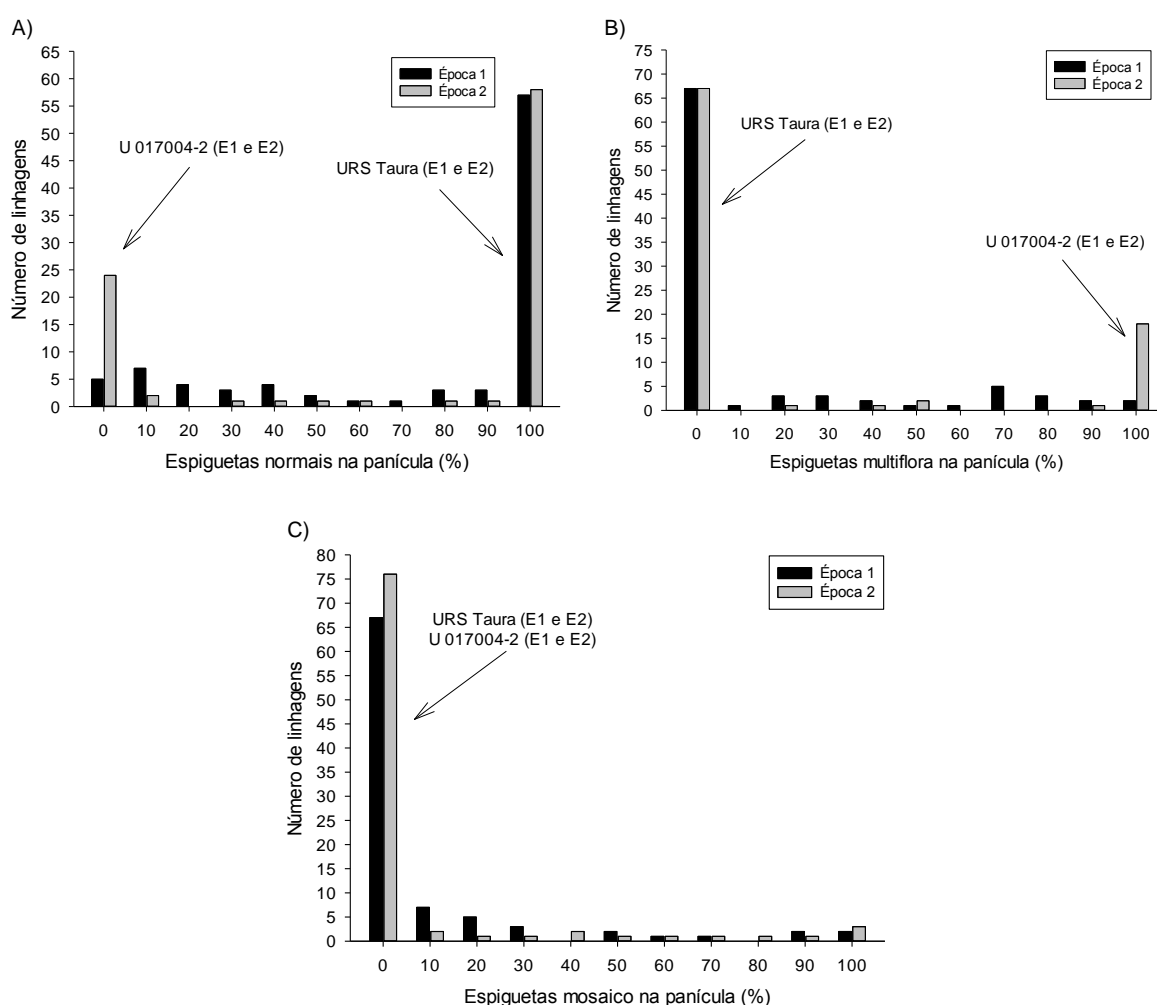 A)
65
60
55
50
45
40
35
30
25
20
15
10
5
0
Número de linhagens
Época 1
Época 2
U 017004-2 (E1 e E2)
URS Taura (E1 e E2)
0 10 20 30 40 50 60 70 80 90 100
Espiguetas normais na panícula (%)
B)
75
70
65
60
55
50
45
40
35
30
25
20
15
10
5
0
Número de linhagens
Época 1
Época 2
URS Taura (E1 e E2)
U 017004-2 (E1 e E2)
0 10 20 30 40 50 60 70 80 90 100
Espiguetas multiflora na panícula (%)
C)
80
75
70
65
60
55
50
45
40
35
30
25
20
15
10
5
0
Número de linhagens
Época 1
Época 2
URS Taura (E1 e E2)
U 017004-2 (E1 e E2)
0 10 20 30 40 50 60 70 80 90 100
Espiguetas mosaico na panícula (%)